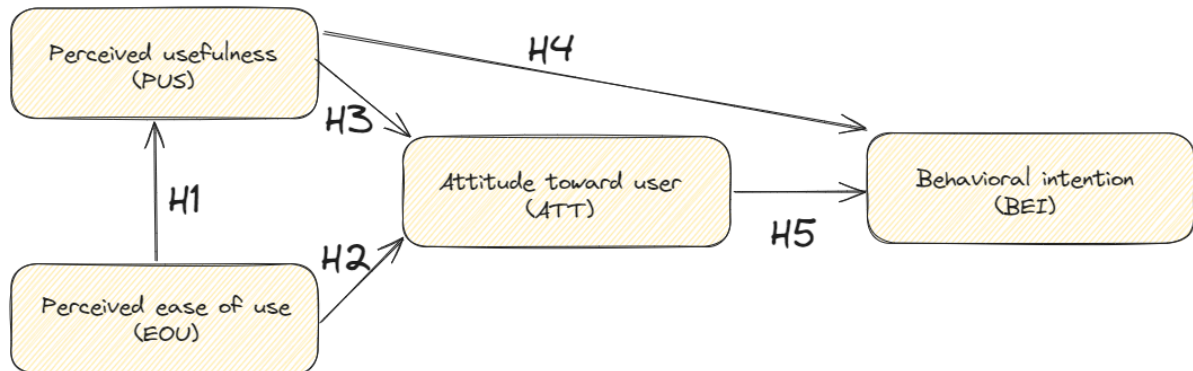 Perceived usefulness
(PUS)
H4
H3
Attitude toward user
(ATT)
Behavioral intention
(BEI)
H1
H5
H2
Perceived ease of use
(EOU)